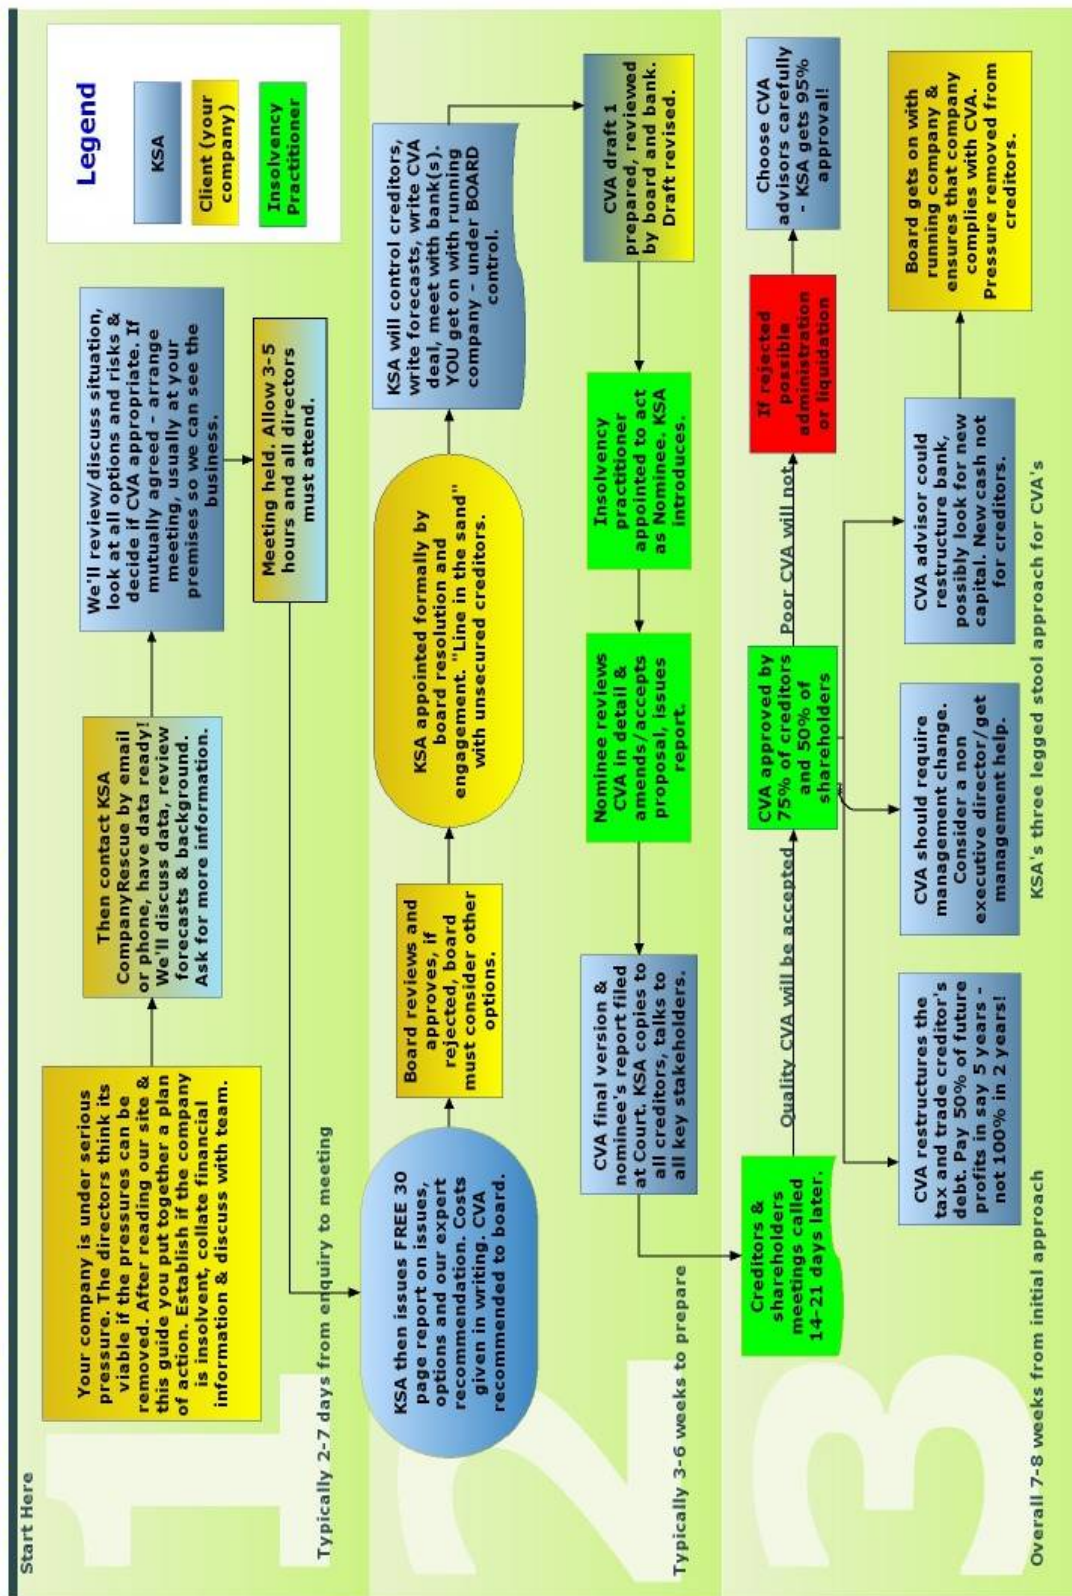 Start Here
Your company is under serious
pressure. The directors think its
viable if the pressures can be
removed. After reading our site &
this guide you put together a plan
of action. Establish if the company
is insolvent, collate financial
information & discuss with team.
Then contact KSA
CompanyRescue by email
or phone, have data ready!
We'll discuss data, review
forecasts & background.
Ask for more information.
We'll review/discuss situation,
look at all options and risks &
decide if CVA appropriate. If
mutually agreed - arrange
meeting, usually at your
premises so we can see the
business.
Meeting held. Allow 3-5
hours and all directors
must attend.
Legend
KSA
Client (your
company)
Insolvency
Practitioner
1
Typically 2-7 days from enquiry to meeting
KSA then issues FREE 30
page report on issues,
options and our expert
recommendation. Costs
given in writing. CVA
recommended to board.
Board reviews and
approves, if
rejected, board
must consider other
options.
KSA appointed formally by
board resolution and
engagement. "Line in the sand"
with unsecured creditors.
KSA will control creditors,
write forecasts, write CVA
deal, meet with bank(s).
YOU get on with running
company - under BOARD
control.
CVA draft 1
prepared, reviewed
by board and bank.
Draft revised.
Insolvency
practitioner
appointed to act
as Nominee. KSA
introduces.
Nominee reviews
CVA in detail &
amends/accepts
proposal, issues
report.
CVA final version &
nominee's report filed
at Court. KSA copies to
all creditors, talks to
all key stakeholders.
2
Typically 3-6 weeks to prepare
Creditors &
shareholders
meetings called
14-21 days later.
Quality CVA will be accepted
CVA approved by
75% of creditors
and 50% of
shareholders
Poor CVA will not
If rejected
possible
administration
or liquidation
Choose CVA
advisors carefully
- KSA gets 95%
approval!
CVA restructures the
tax and trade creditor's
debt. Pay 50% of future
profits in say 5 years -
not 100% in 2 years!
CVA should require
management change.
Consider a non
executive director/get
management help.
CVA advisor could
restructure bank,
possibly look for new
capital. New cash not
for creditors.
Board gets on with
running company &
ensures that company
complies with CVA.
Pressure removed from
creditors.
3
Overall 7-8 weeks from initial approach
KSA's three legged stool approach for CVA's